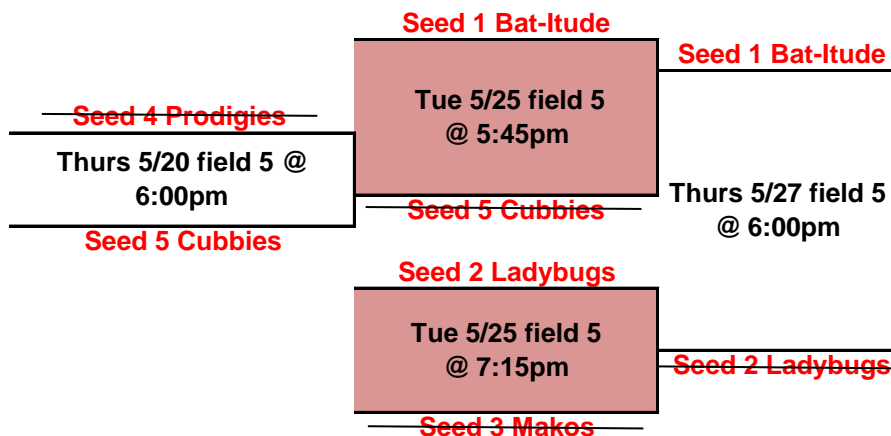 Seed 1 Bat-Itude
Seed 1 Bat-Itude
Tue 5/25 field 5
@ 5:45pm
Seed 4 Prodigies
Thurs 5/20 field 5 @
6:00pm
Seed 5 Cubbies
Seed 5 Cubbies
Thurs 5/27 field 5
@ 6:00pm
Seed 2 Ladybugs
Tue 5/25 field 5
@ 7:15pm
Seed 2 Ladybugs
Seed 3 Makos